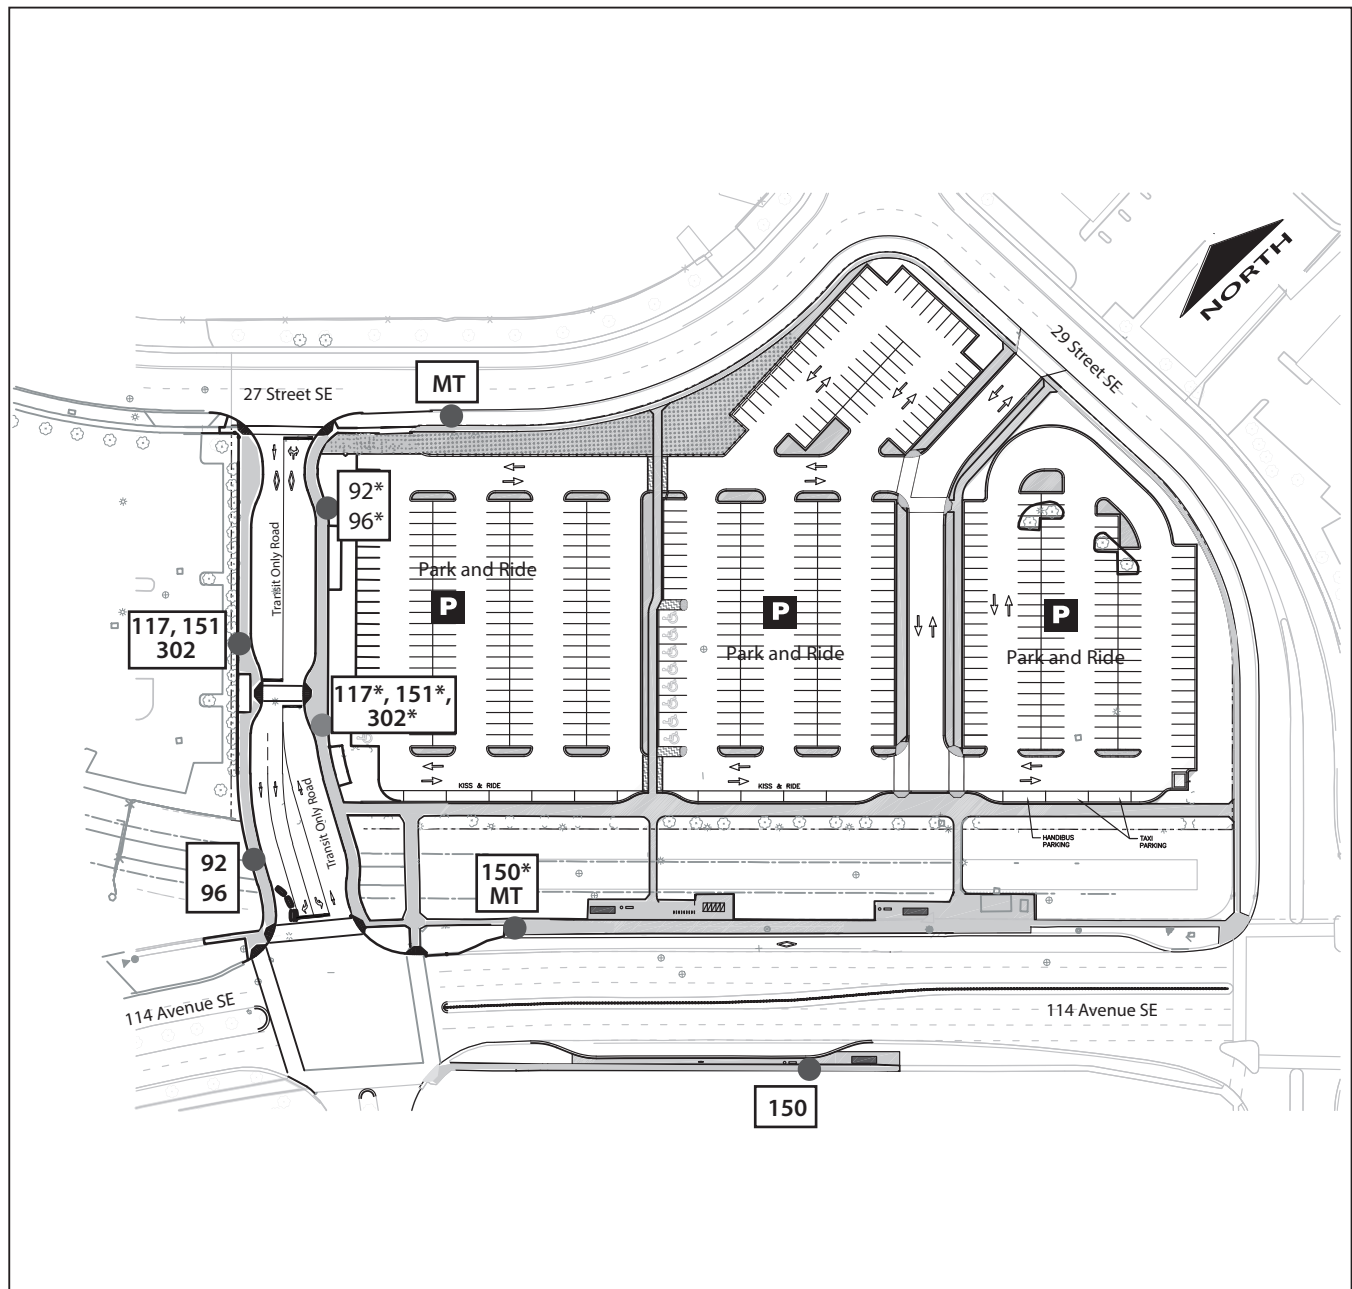 NORTH
29 Street SE
MT
27 Street SE
92*
96*
Transit Only Road
Park and Ride
P
P
P
117, 151
302
Park and Ride
Park and Ride
117*, 151*,
302*
KISS & RIDE
KISS & RIDE
Transit Only Road
HANDIBUS
PARKING
TAXI
PARKING
92
96
150*
MT
114 Avenue SE
114 Avenue SE
150